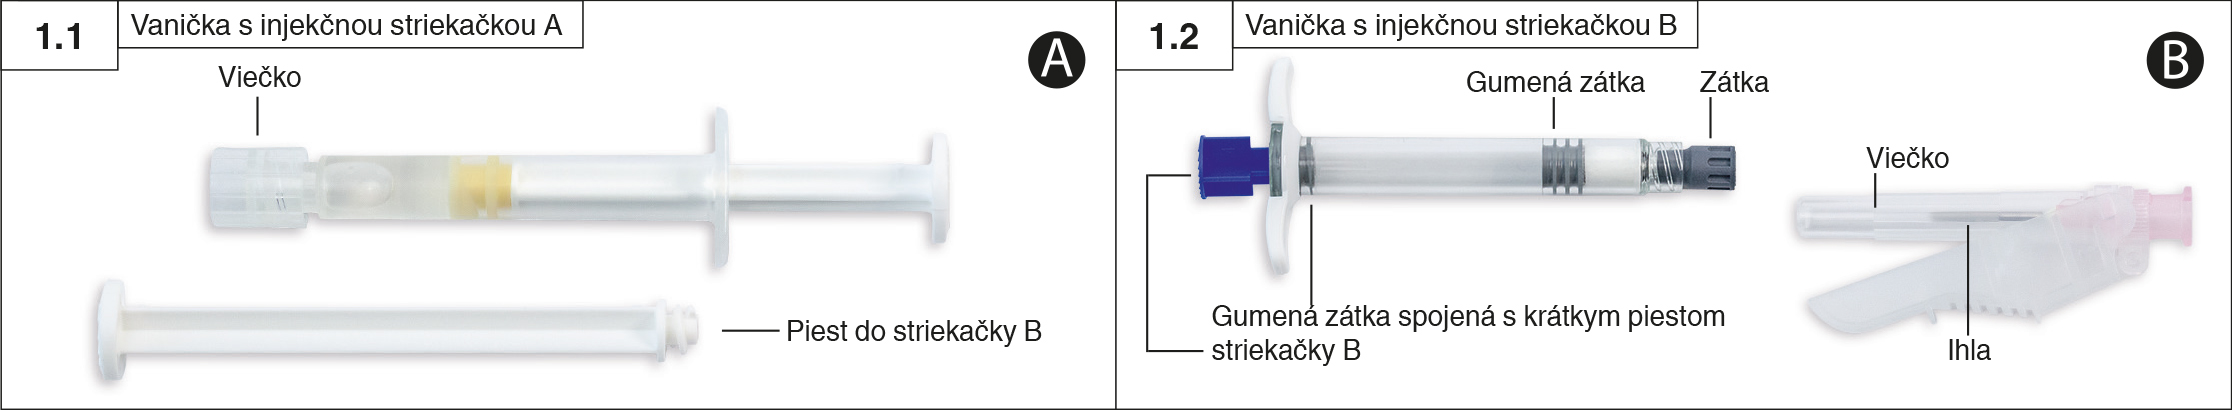 1.1
Vanička s injekčnou striekačkou A
A
Viečko
Piest do striekačky B
1.2
Vanička s injekčnou striekačkou B
B
Gumená zátka
Zátka
Viečko
Gumená zátka spojená s krátkym piestom
striekačky B
Ihla